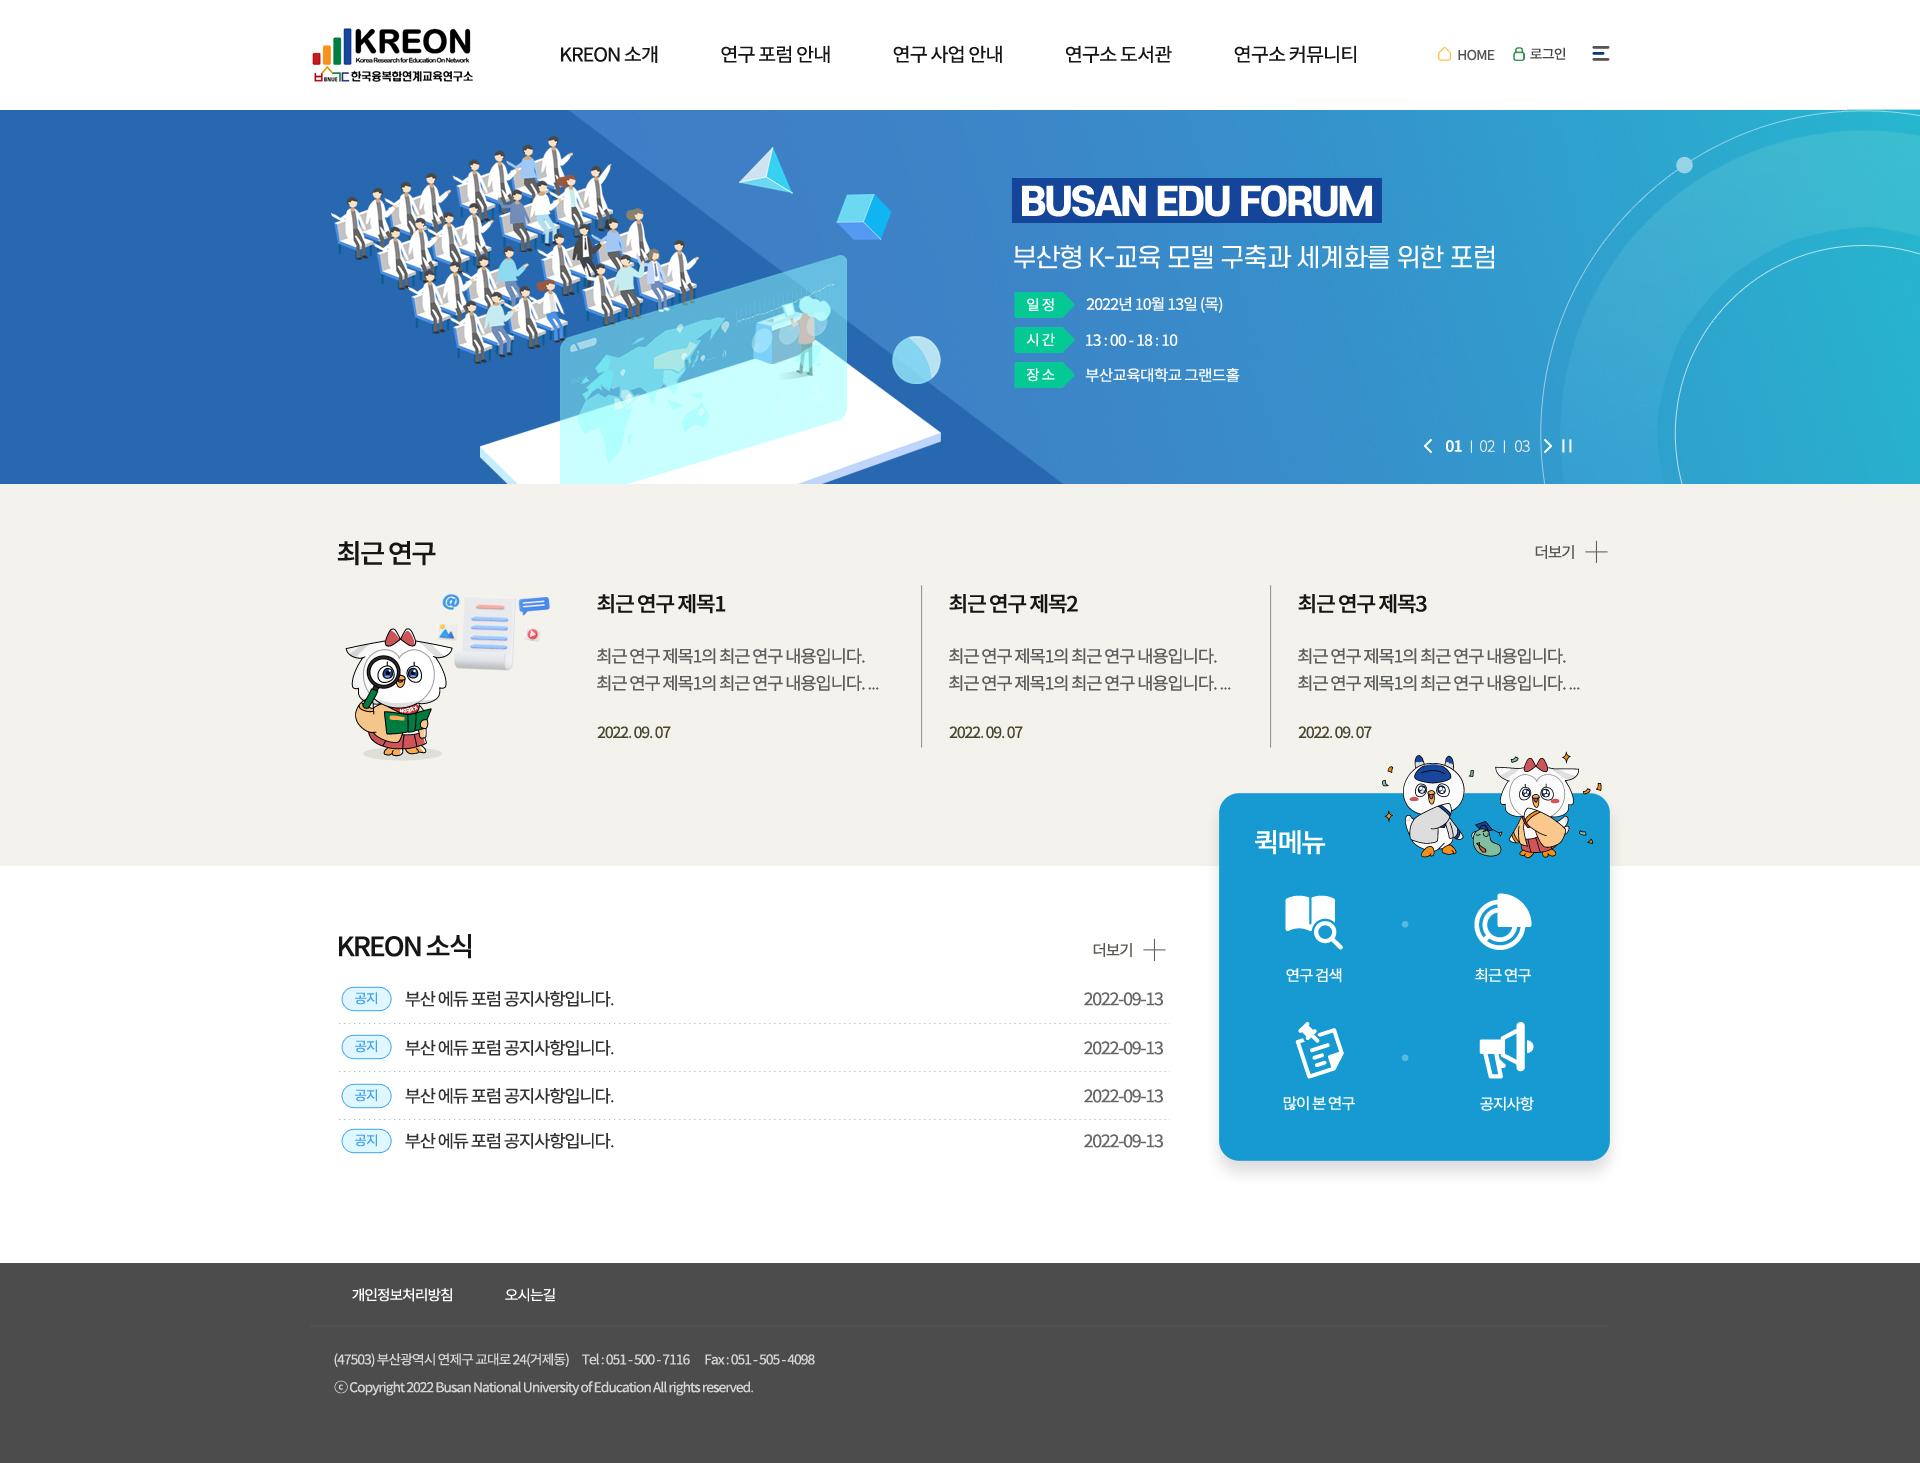 KREON
Korea Research for Education On Network
BNUE 한국융복합연계교육연구소
KREON 소개
연구 포럼 안내
연구 사업 안내
연구소 도서관
연구소 커뮤니티
HOME
로그인
BUSAN EDU FORUM
부산형 K-교육 모델 구축과 세계화를 위한 포럼
일정 2022년 10월 13일 (목)
시간 13 : 00 - 18 : 10
장소 부산교육대학교 그랜드홀
01 | 02 | 03
최근 연구
더보기
최근 연구 제목1
최근 연구 제목1의 최근 연구 내용입니다.
최근 연구 제목1의 최근 연구 내용입니다. ...
2022. 09. 07
최근 연구 제목2
최근 연구 제목1의 최근 연구 내용입니다.
최근 연구 제목1의 최근 연구 내용입니다. ...
2022. 09. 07
최근 연구 제목3
최근 연구 제목1의 최근 연구 내용입니다.
최근 연구 제목1의 최근 연구 내용입니다. ...
2022. 09. 07
KREON 소식
더보기
공지 부산 에듀 포럼 공지사항입니다. 2022-09-13
공지 부산 에듀 포럼 공지사항입니다. 2022-09-13
공지 부산 에듀 포럼 공지사항입니다. 2022-09-13
공지 부산 에듀 포럼 공지사항입니다. 2022-09-13
퀵메뉴
연구 검색
최근 연구
많이 본 연구
공지사항
개인정보처리방침
오시는길
(47503) 부산광역시 연제구 교대로 24(거제동) Tel : 051 - 500 - 7116 Fax : 051 - 505 - 4098
ⓒ Copyright 2022 Busan National University of Education All rights reserved.